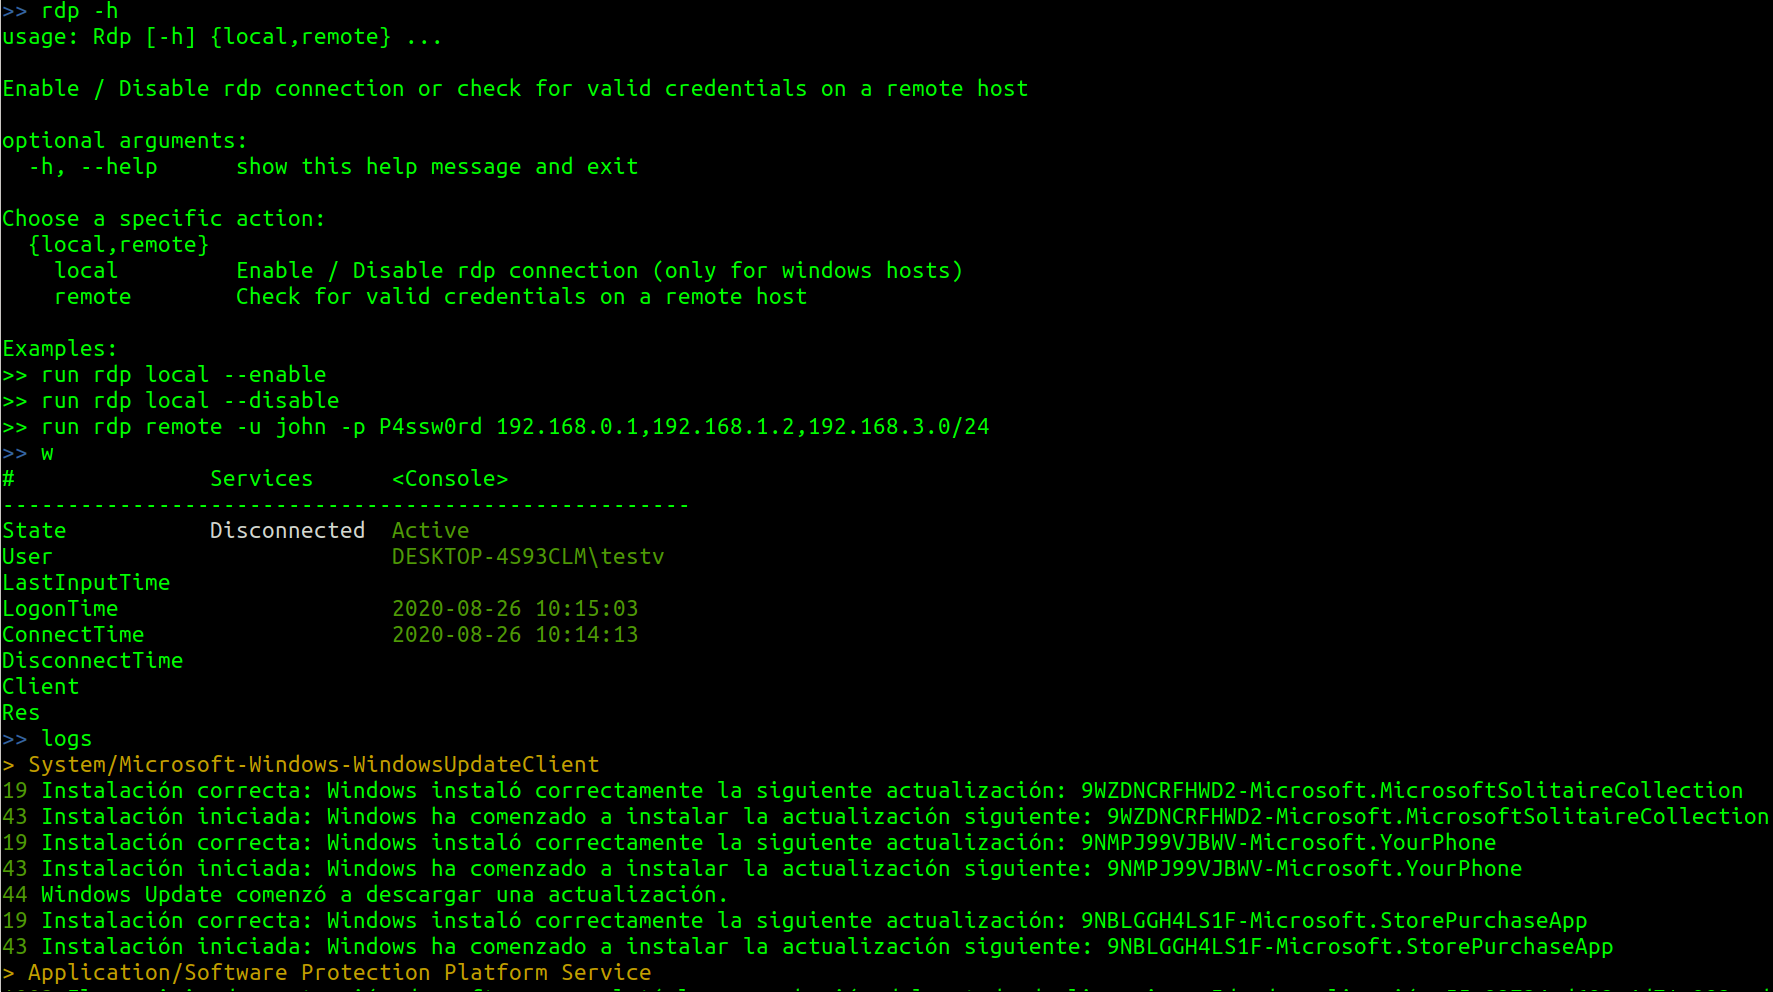 >> rdp -h
usage: Rdp [-h] {local,remote} ...
Enable / Disable rdp connection or check for valid credentials on a remote host
optional arguments:
  -h, --help      show this help message and exit
Choose a specific action:
  {local,remote}
    local         Enable / Disable rdp connection (only for windows hosts)
    remote        Check for valid credentials on a remote host
Examples:
>> run rdp local --enable
>> run rdp local --disable
>> run rdp remote -u john -p P4ssw0rd 192.168.0.1,192.168.1.2,192.168.3.0/24
>> w
#               Services      <Console>
-----------------------------------------------------
State           Disconnected  Active
User                          DESKTOP-4S93CLM\testv
LastInputTime
LogonTime                     2020-08-26 10:15:03
ConnectTime                   2020-08-26 10:14:13
DisconnectTime
Client
Res
>> logs
> System/Microsoft-Windows-WindowsUpdateClient
19 Instalación correcta: Windows instaló correctamente la siguiente actualización: 9WZDNCRFHWD2-Microsoft.MicrosoftSolitaireCollection
43 Instalación iniciada: Windows ha comenzado a instalar la actualización siguiente: 9WZDNCRFHWD2-Microsoft.MicrosoftSolitaireCollection
19 Instalación correcta: Windows instaló correctamente la siguiente actualización: 9NMPJ99VJBWV-Microsoft.YourPhone
43 Instalación iniciada: Windows ha comenzado a instalar la actualización siguiente: 9NMPJ99VJBWV-Microsoft.YourPhone
44 Windows Update comenzó a descargar una actualización.
19 Instalación correcta: Windows instaló correctamente la siguiente actualización: 9NBLGGH4LS1F-Microsoft.StorePurchaseApp
43 Instalación iniciada: Windows ha comenzado a instalar la actualización siguiente: 9NBLGGH4LS1F-Microsoft.StorePurchaseApp
> Application/Software Protection Platform Service